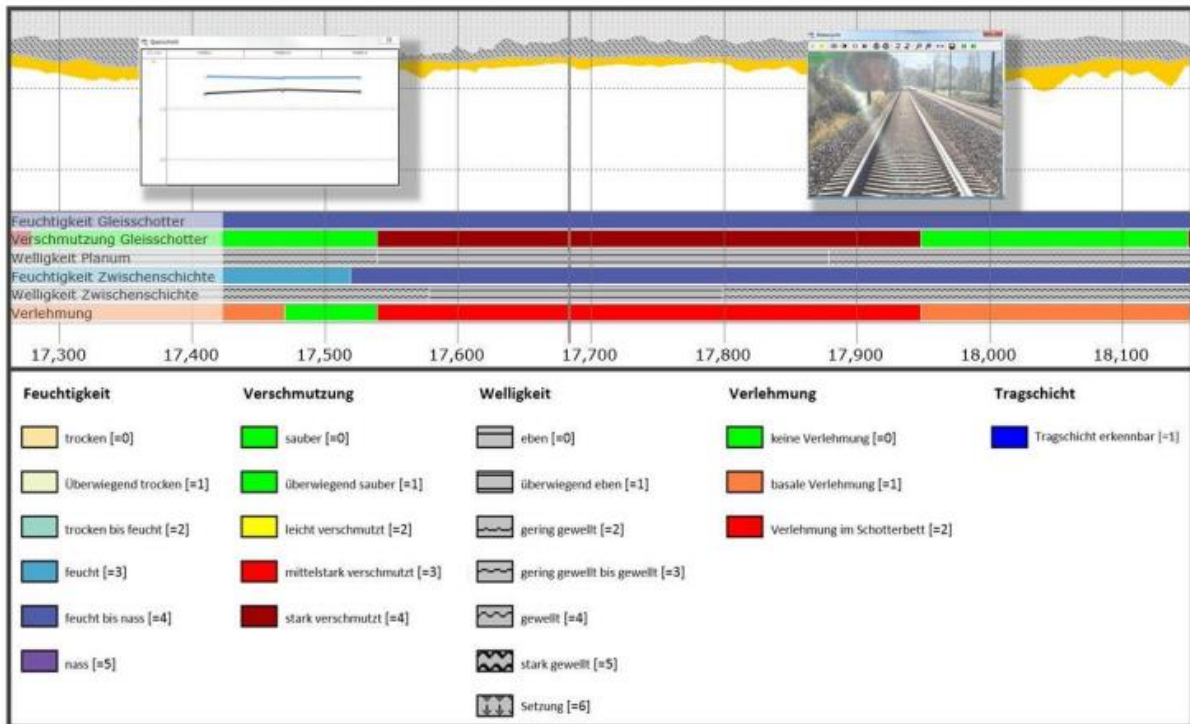 Querschnitt
Feuchtigkeit Gleisschotter
Verschmutzung Gleisschotter
Welligkeit Planum
Feuchtigkeit Zwischenschichte
Welligkeit Zwischenschichte
Verlehmung
17,300 17,400 17,500 17,600 17,700 17,800 17,900 18,000 18,100
Feuchtigkeit Verschmutzung Welligkeit Verlehmung Tragschicht
trocken [=0] sauber [=0] eben [=0] keine Verlehmung [=0] Tragschicht erkennbar [=1]
Überwiegend trocken [=1] überwiegend sauber [=1] überwiegend eben [=1] basale Verlehmung [=1]
trocken bis feucht [=2] leicht verschmutzt [=2] gering gewellt [=2] Verlehmung im Schotterbett [=2]
feucht [=3] mittelstark verschmutzt [=3] gering gewellt bis gewellt [=3]
feucht bis nass [=4] stark verschmutzt [=4] gewellt [=4]
nass [=5] stark gewellt [=5]
Setzung [=6]